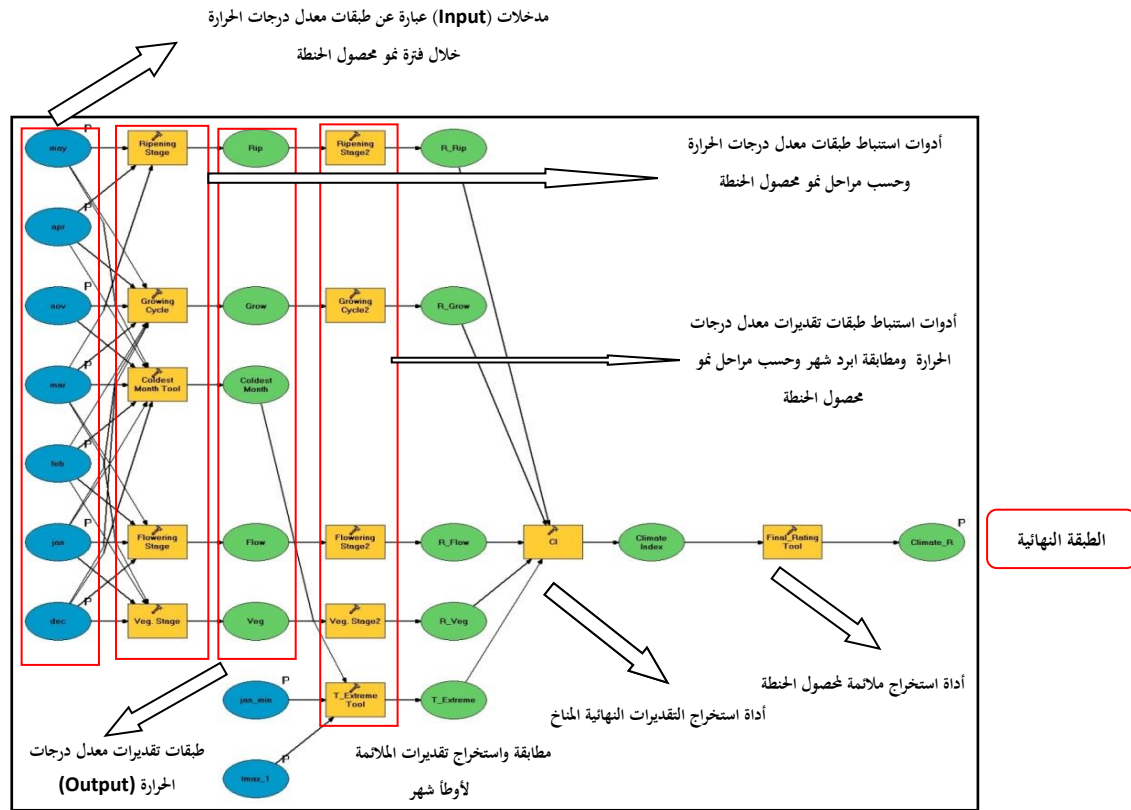 مدخلات (Input) عبارة عن طبقات معدل درجات الحرارة
خلال فترة نمو محصول الحنطة
P
may
Ripening
Stage
Rip
Ripening
Stage2
R_Rip
أدوات استنباط طبقات معدل درجات الحرارة
وحسب مراحل نمو محصول الحنطة
P
apr
P
nov
Growing
Cycle
Grow
Growing
Cycle2
R_Grow
أدوات استنباط طبقات تقديرات معدل درجات
الحرارة ومطابقة ابرد شهر وحسب مراحل نمو
محصول الحنطة
P
mar
Coldest
Month Tool
Coldest
Month
P
feb
P
jan
Flowering
Stage
Flow
Flowering
Stage2
R_Flow
CI
Climate
Index
Final_Rating
Tool
P
Climate_R
الطبقة النهائية
P
dec
Veg. Stage
Veg
Veg. Stage2
R_Veg
P
jan_min
T_Extreme
Tool
T_Extreme
أداة استخراج ملائمة لمحصول الحنطة
أداة استخراج التقديرات النهائية المناخ
P
tmax_1
طبقات تقديرات معدل درجات
الحرارة (Output)
مطابقة واستخراج تقديرات الملائمة
لأوطأ شهر